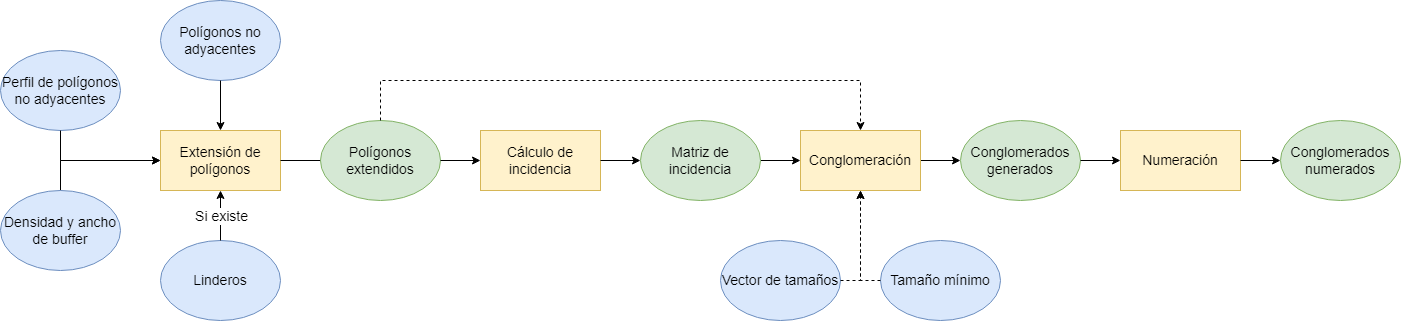 Polígonos no
adyacentes
Perfil de polígonos
no adyacentes
Extensión de
polígonos
Polígonos
extendidos
Cálculo de
incidencia
Matriz de
incidencia
Conglomeración
Conglomerados
generados
Numeración
Conglomerados
numerados
Densidad y ancho
de buffer
Si existe
Linderos
Vector de tamaños
Tamaño mínimo